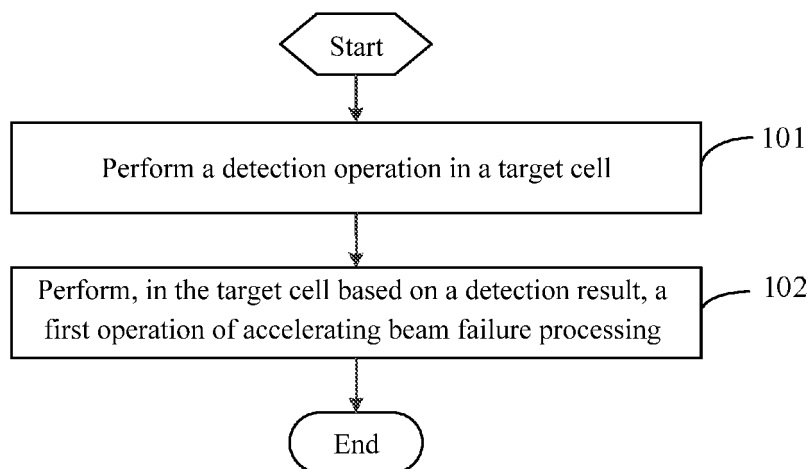 Start
Perform a detection operation in a target cell
101
Perform, in the target cell based on a detection result, a
first operation of accelerating beam failure processing
102
End